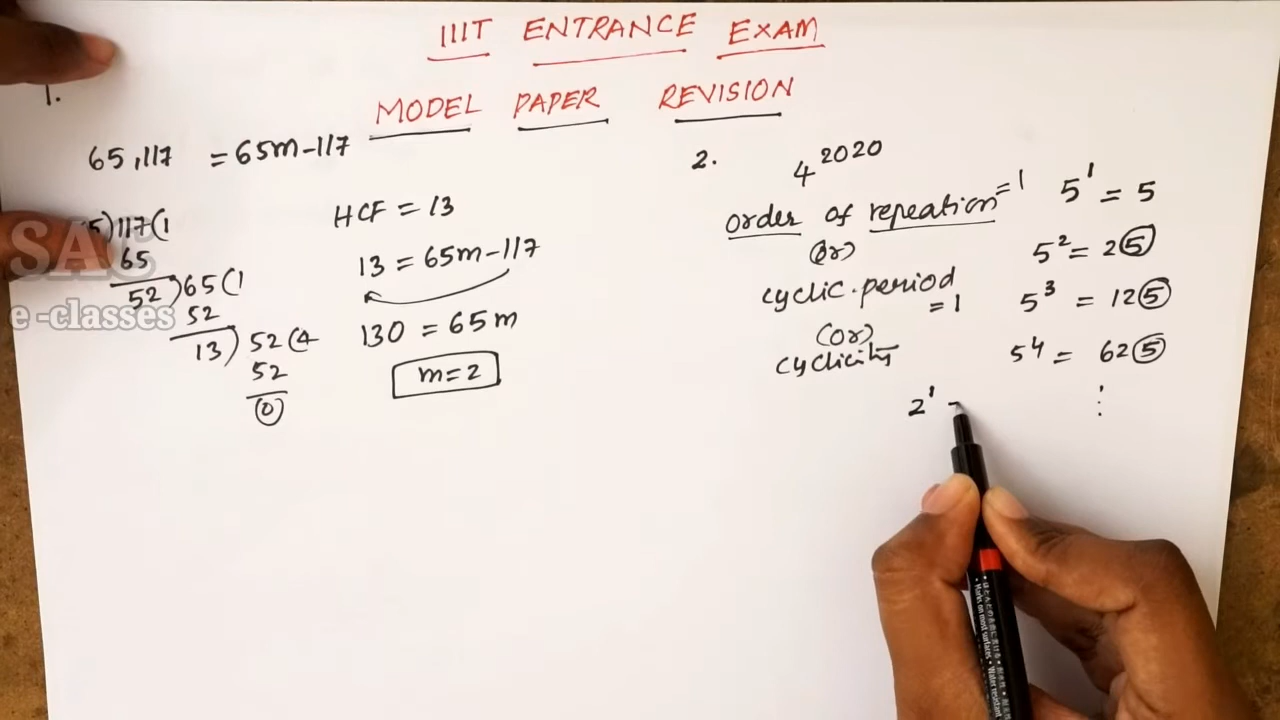 IIIT ENTRANCE EXAM
MODEL PAPER REVISION
1.
65,117 = 65m-117
5)117(1
65
52)65(1
52
13)52(4
52
0
HCF = 13
13 = 65m-117
130 = 65m
m=2
2. 4^2020
order of repeation = 1
(or)
cyclic.period
= 1
(or)
cyclicity
5^1 = 5
5^2 = 25
5^3 = 125
5^4 = 625
⋮
2^1 -
SAC
e-classes